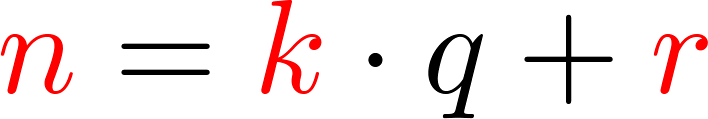 n = k · q + r